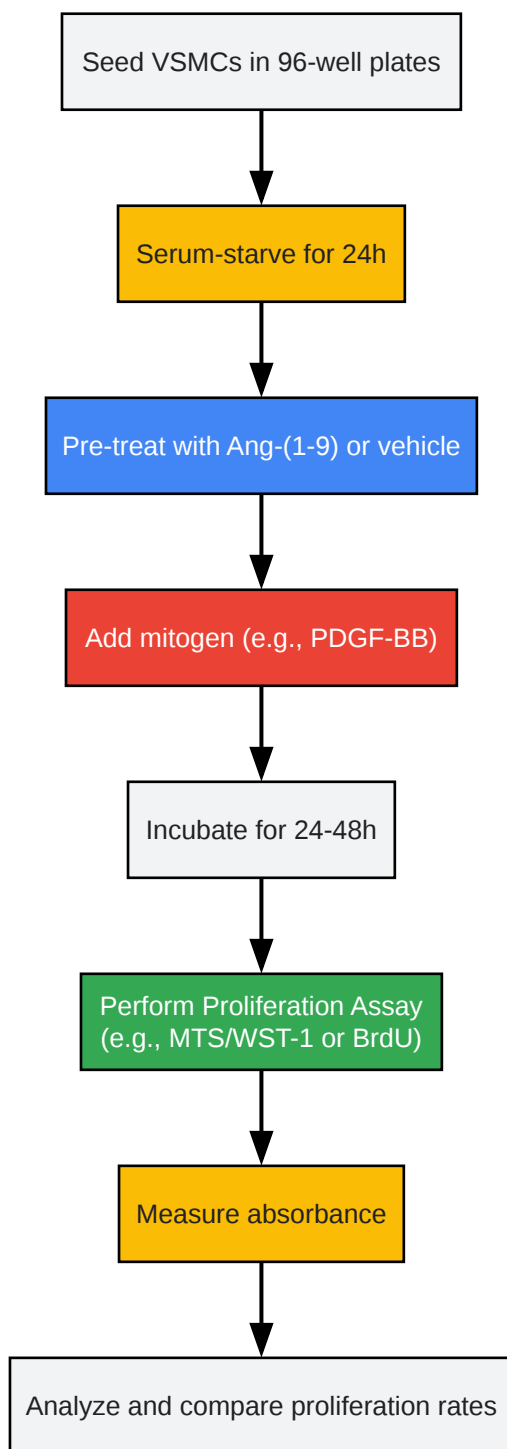 Seed VSMCs in 96-well plates
Serum-starve for 24h
Pre-treat with Ang-(1-9) or vehicle
Add mitogen (e.g., PDGF-BB)
Incubate for 24-48h
Perform Proliferation Assay
(e.g., MTS/WST-1 or BrdU)
Measure absorbance
Analyze and compare proliferation rates